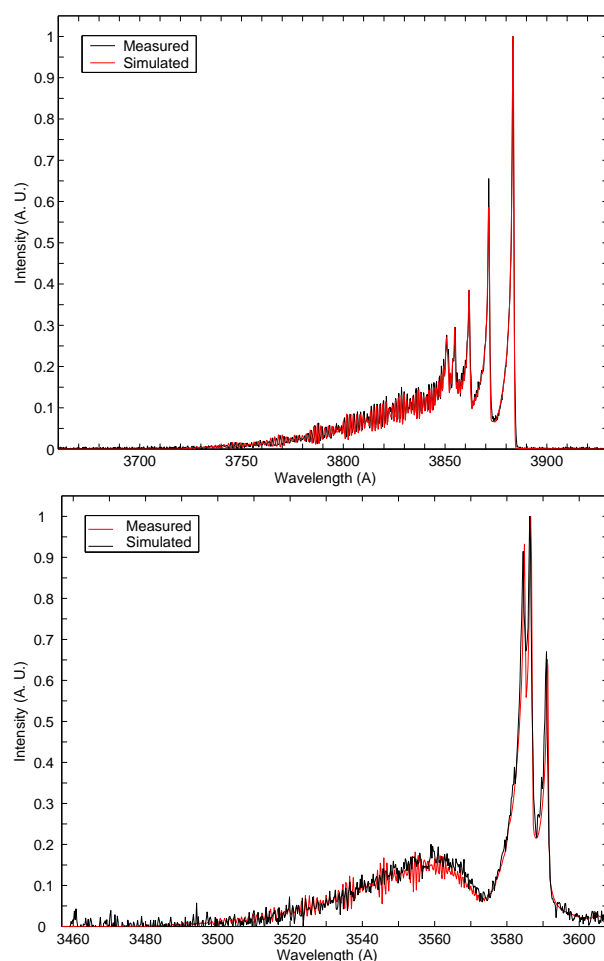 1
0.9
0.8
0.7
0.6
0.5
0.4
0.3
0.2
0.1
0
Intensity (A. U.)
Measured
Simulated
3700 3750 3800 3850 3900
Wavelength (A)
1
0.9
0.8
0.7
0.6
0.5
0.4
0.3
0.2
0.1
0
Intensity (A. U.)
Measured
Simulated
3460 3480 3500 3520 3540 3560 3580 3600
Wavelength (A)